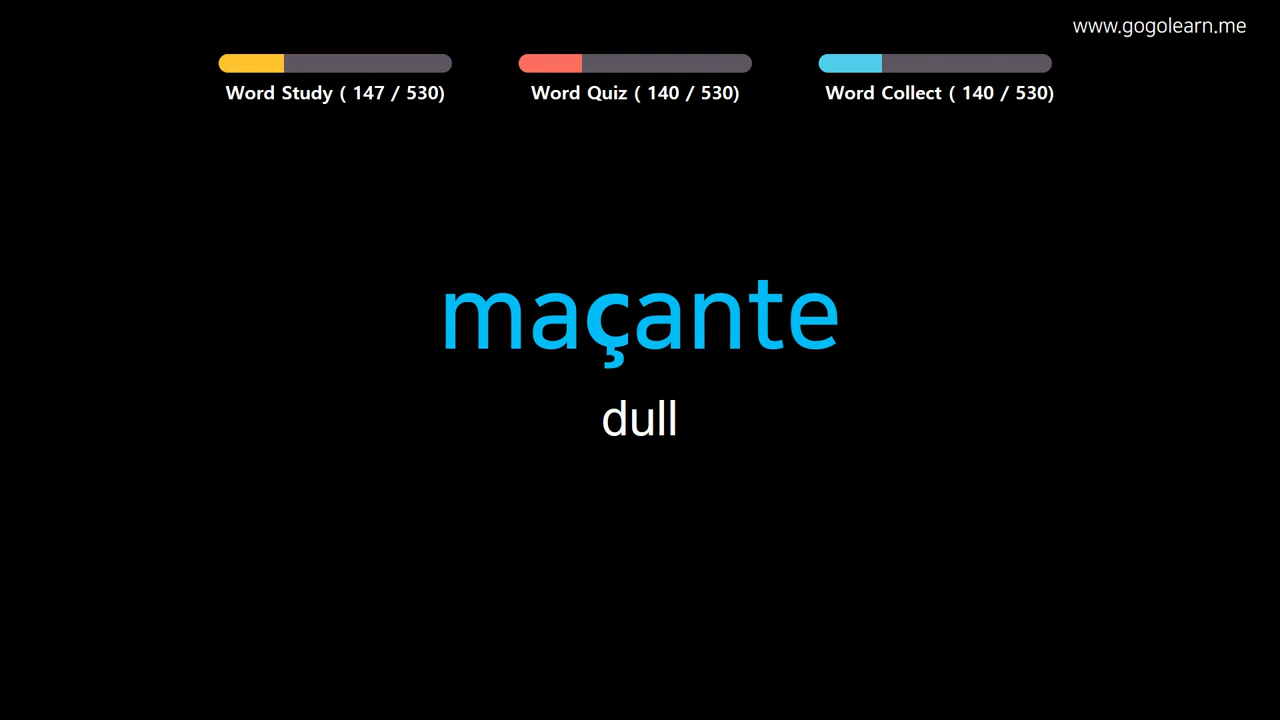 www.gogolearn.me
Word Study ( 147 / 530)
Word Quiz ( 140 / 530)
Word Collect ( 140 / 530)
maçante
dull